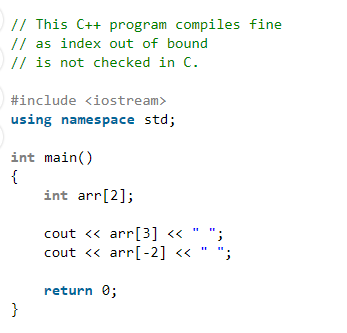 // This C++ program compiles fine
// as index out of bound
// is not checked in C.
#include <iostream>
using namespace std;
int main()
{
    int arr[2];
    cout << arr[3] << " ";
    cout << arr[-2] << " ";
    return 0;
}